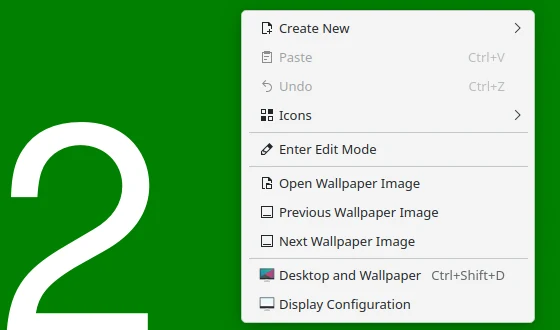 Create New
Paste Ctrl+V
Undo Ctrl+Z
Icons
Enter Edit Mode
Open Wallpaper Image
Previous Wallpaper Image
Next Wallpaper Image
Desktop and Wallpaper Ctrl+Shift+D
Display Configuration
2